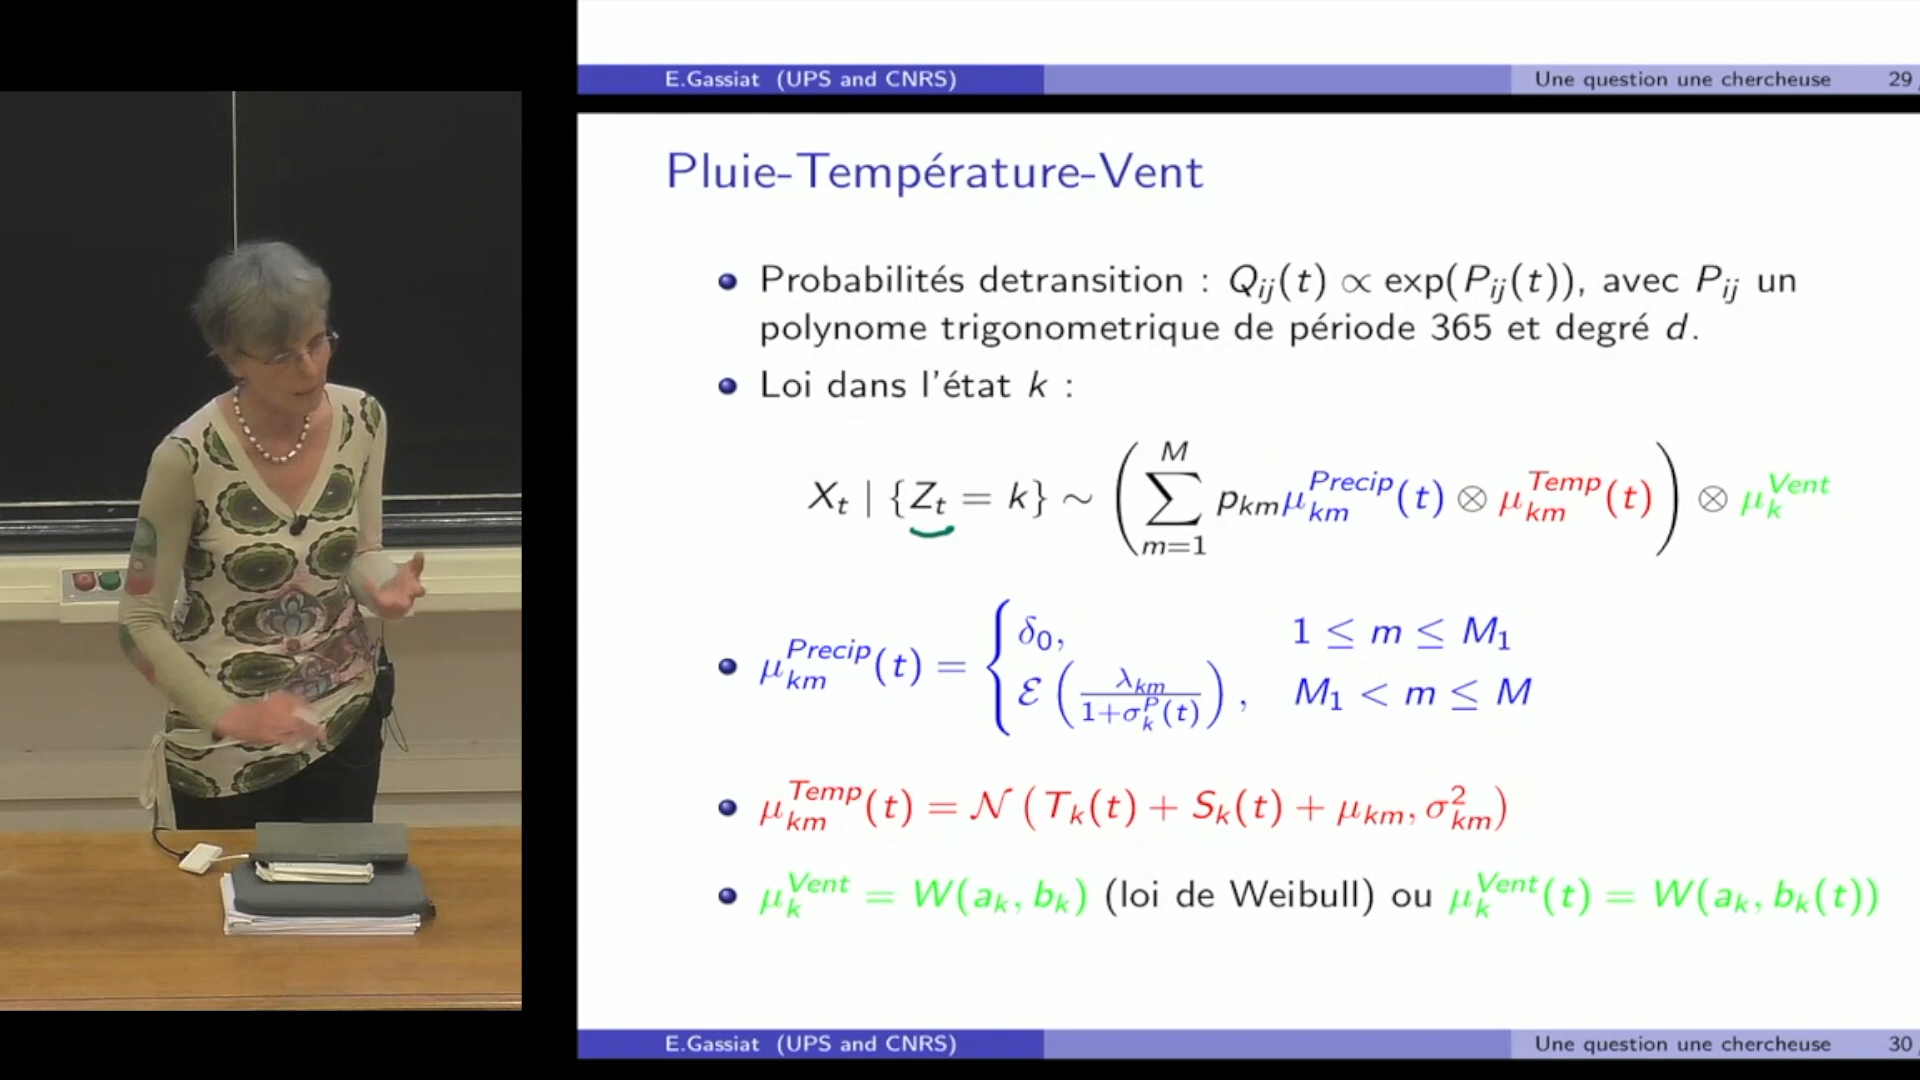 E.Gassiat (UPS and CNRS) Une question une chercheuse 29
Pluie-Température-Vent
Probabilités detransition : Q_{ij}(t) ∝ exp(P_{ij}(t)), avec P_{ij} un
polynome trigonometrique de période 365 et degré d.
Loi dans l'état k :
X_t | {Z_t = k} ∼ ( \sum_{m=1}^{M} p_{km} μ_{km}^{Precip}(t) ⊗ μ_{km}^{Temp}(t) ) ⊗ μ_k^{Vent}
μ_{km}^{Precip}(t) = { δ_0, 1 ≤ m ≤ M_1
ℰ ( \frac{λ_{km}}{1+σ_k^P(t)} ) , M_1 < m ≤ M
μ_{km}^{Temp}(t) = 𝒩 ( T_k(t) + S_k(t) + μ_{km}, σ_{km}^2 )
μ_k^{Vent} = W(a_k, b_k) (loi de Weibull) ou μ_k^{Vent}(t) = W(a_k, b_k(t))
E.Gassiat (UPS and CNRS) Une question une chercheuse 30